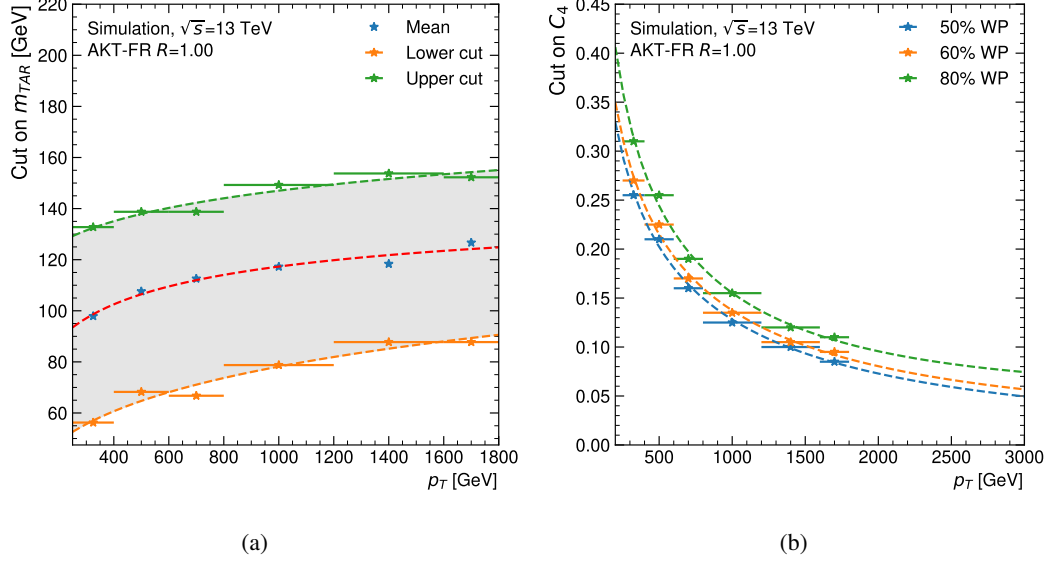 Cut on m_TAR [GeV]
220
200
180
160
140
120
100
80
60
Simulation, √s=13 TeV
AKT-FR R=1.00
Mean
Lower cut
Upper cut
400 600 800 1000 1200 1400 1600 1800
p_T [GeV]
(a)
Cut on C_4
0.45
0.40
0.35
0.30
0.25
0.20
0.15
0.10
0.05
0.00
Simulation, √s=13 TeV
AKT-FR R=1.00
50% WP
60% WP
80% WP
500 1000 1500 2000 2500 3000
p_T [GeV]
(b)